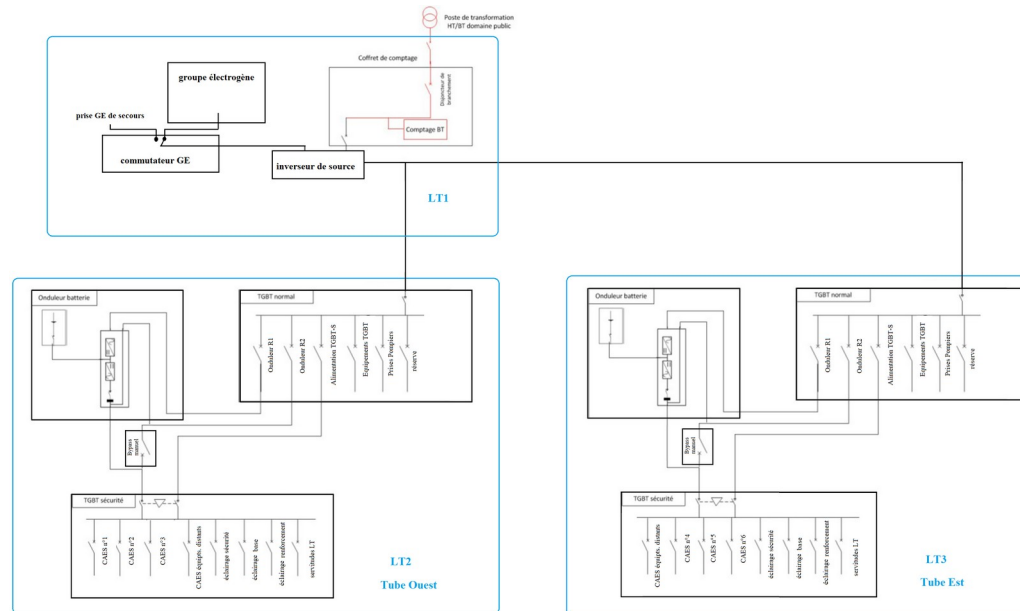 Poste de transformation
HT/BT domaine public
Coffret de comptage
Disjoncteur de
branchement
Comptage BT
groupe électrogène
prise GE de secours
commutateur GE
inverseur de source
LT1
Onduleur batterie
TGBT normal
Onduleur R1
Onduleur R2
Alimentation TGBT-S
Equipements TGBT
Prises Pompiers
réserve
Bypass
manuel
TGBT sécurité
CAES n°1
CAES n°2
CAES n°3
CAES équipts. distants
éclairage sécurité
éclairage base
éclairage renforcement
servitudes LT
LT2
Tube Ouest
Onduleur batterie
TGBT normal
Onduleur R1
Onduleur R2
Alimentation TGBT-S
Equipements TGBT
Prises Pompiers
réserve
Bypass
manuel
TGBT sécurité
CAES équipts. distants
CAES n°4
CAES n°5
CAES n°6
éclairage sécurité
éclairage base
éclairage renforcement
servitudes LT
LT3
Tube Est